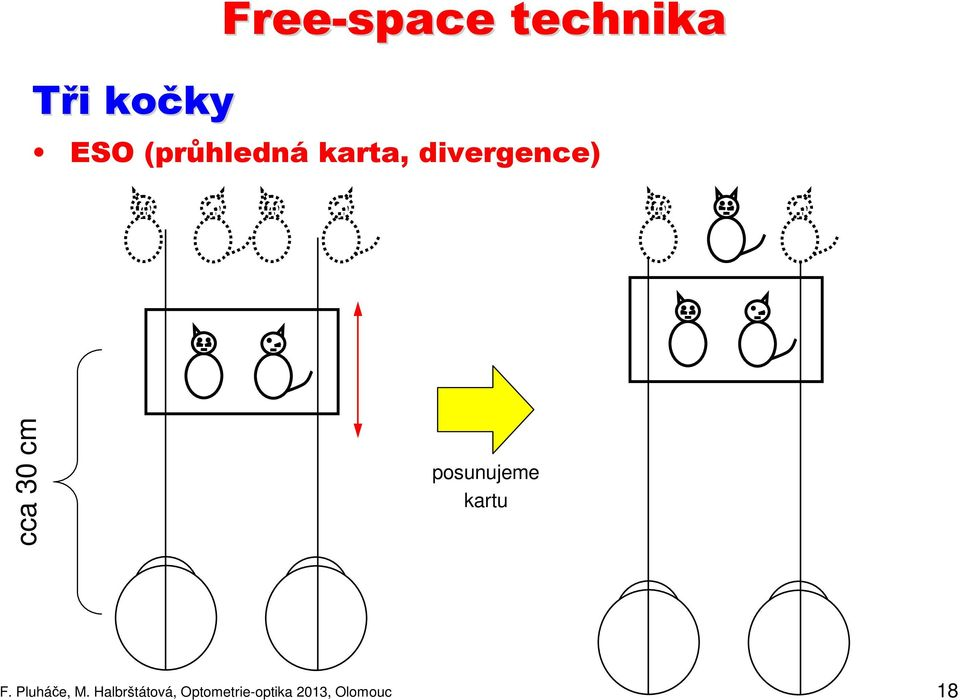 Free-space technika
Tři kočky
• ESO (průhledná karta, divergence)
cca 30 cm
posunujeme
kartu
F. Pluháče, M. Halbrštátová, Optometrie-optika 2013, Olomouc 18